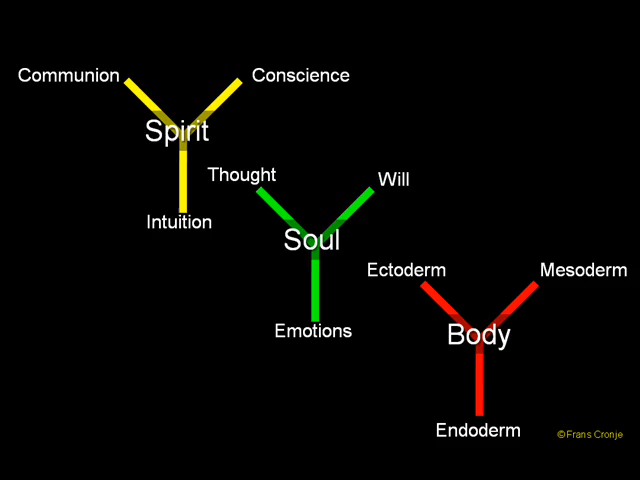 Communion
Conscience
Spirit
Intuition
Thought
Will
Soul
Emotions
Ectoderm
Mesoderm
Body
Endoderm
©Frans Cronje